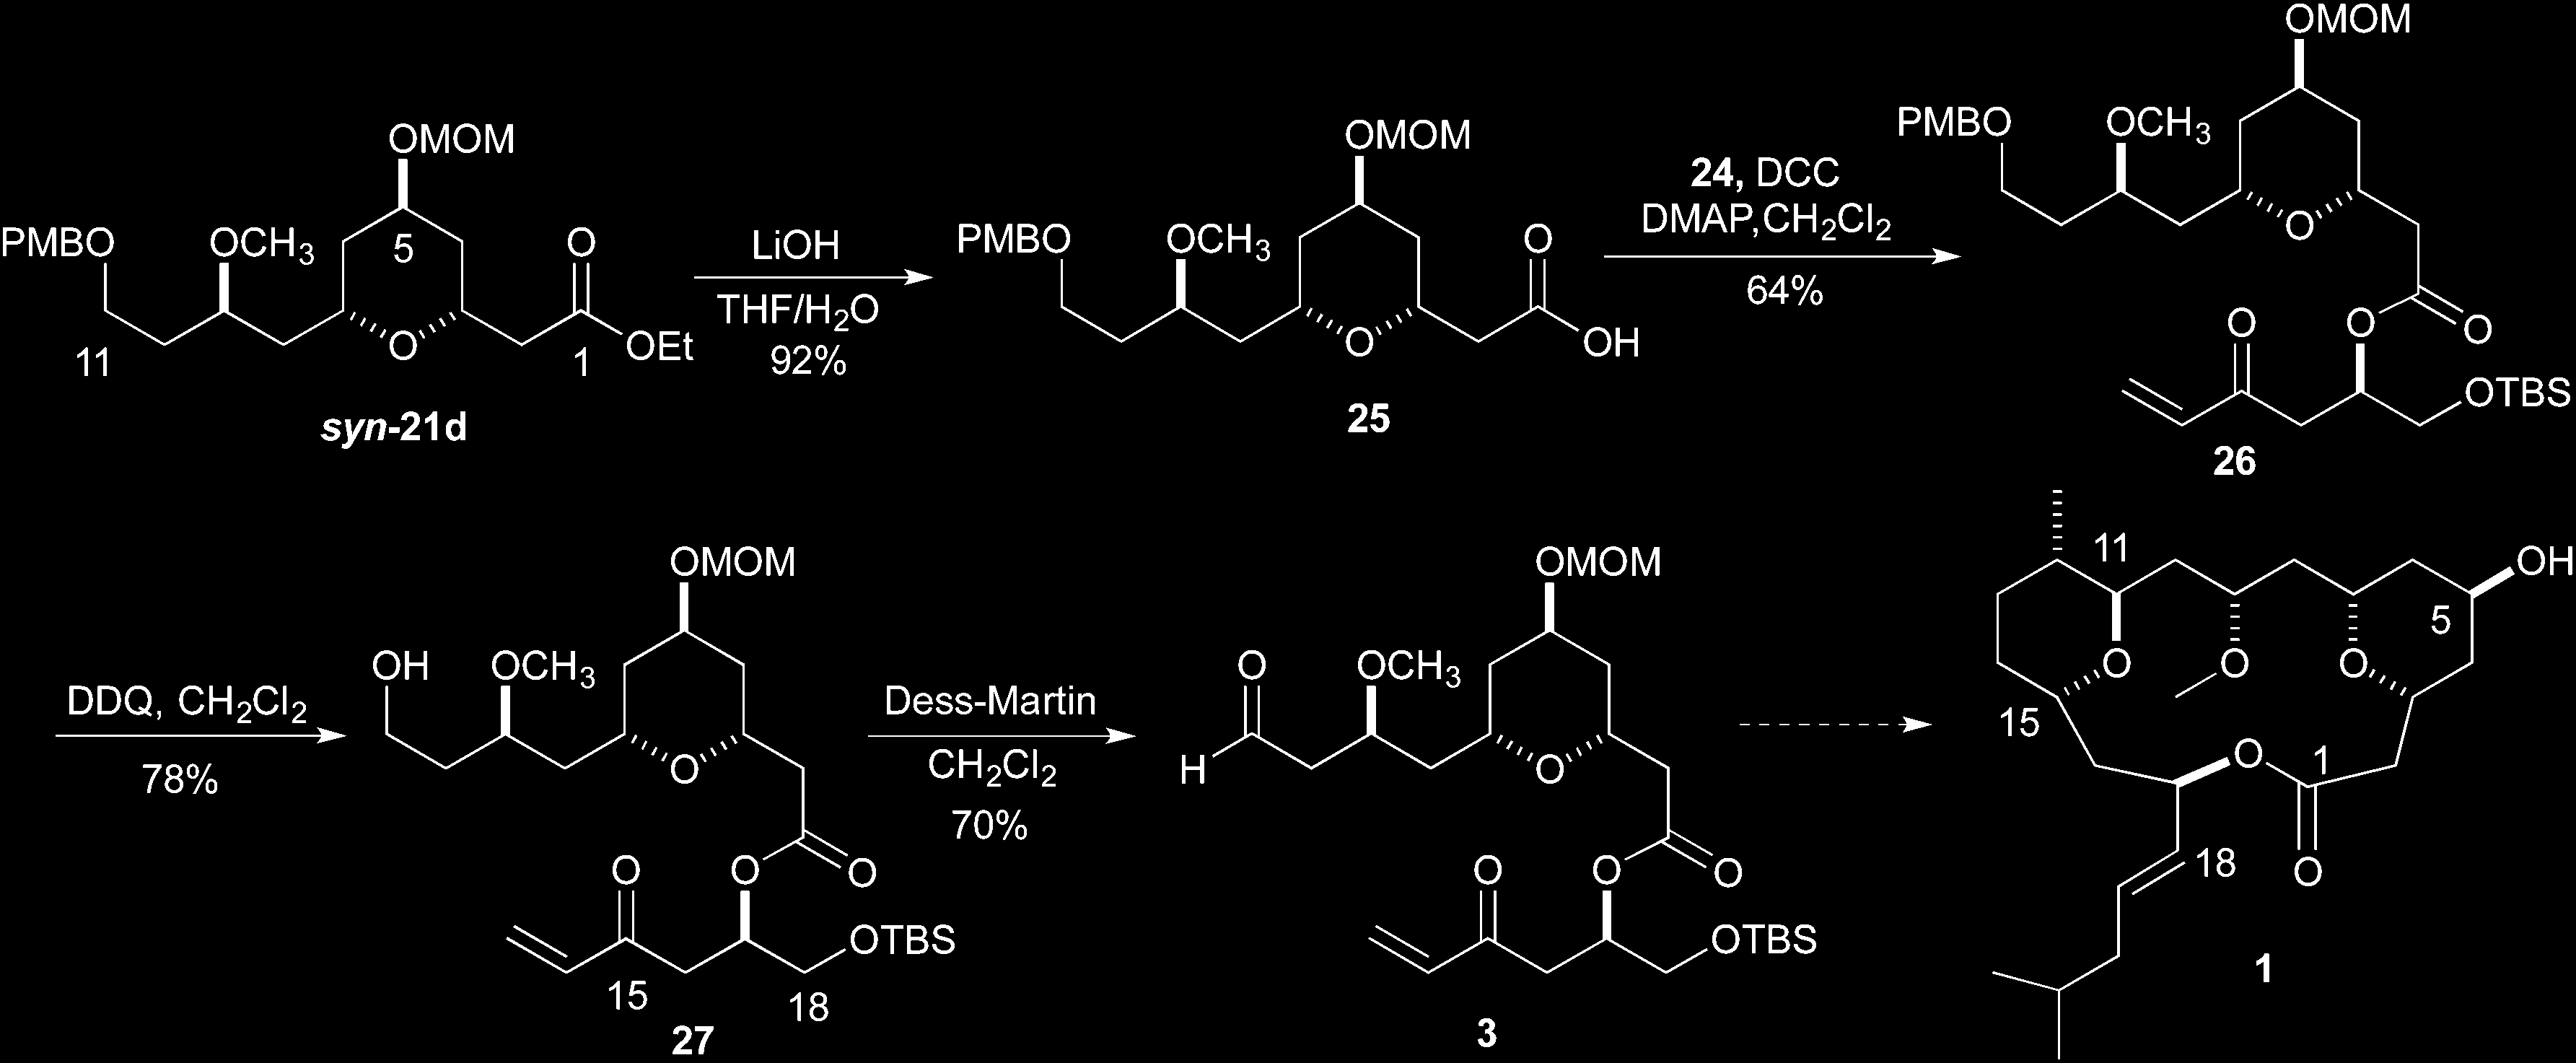 OMOM
PMBO
OCH3
5
O
O
11
1
OEt
syn-21d
LiOH
THF/H2O
92%
OMOM
PMBO
OCH3
O
O
OH
25
24, DCC
DMAP,CH2Cl2
64%
OMOM
PMBO
OCH3
O
O
O
O
OTBS
26
DDQ, CH2Cl2
78%
OMOM
OH
OCH3
O
O
O
O
OTBS
15
18
27
Dess-Martin
CH2Cl2
70%
OMOM
O
OCH3
H
O
O
O
O
OTBS
3
11
OH
5
O
O
O
15
O
1
18
O
1